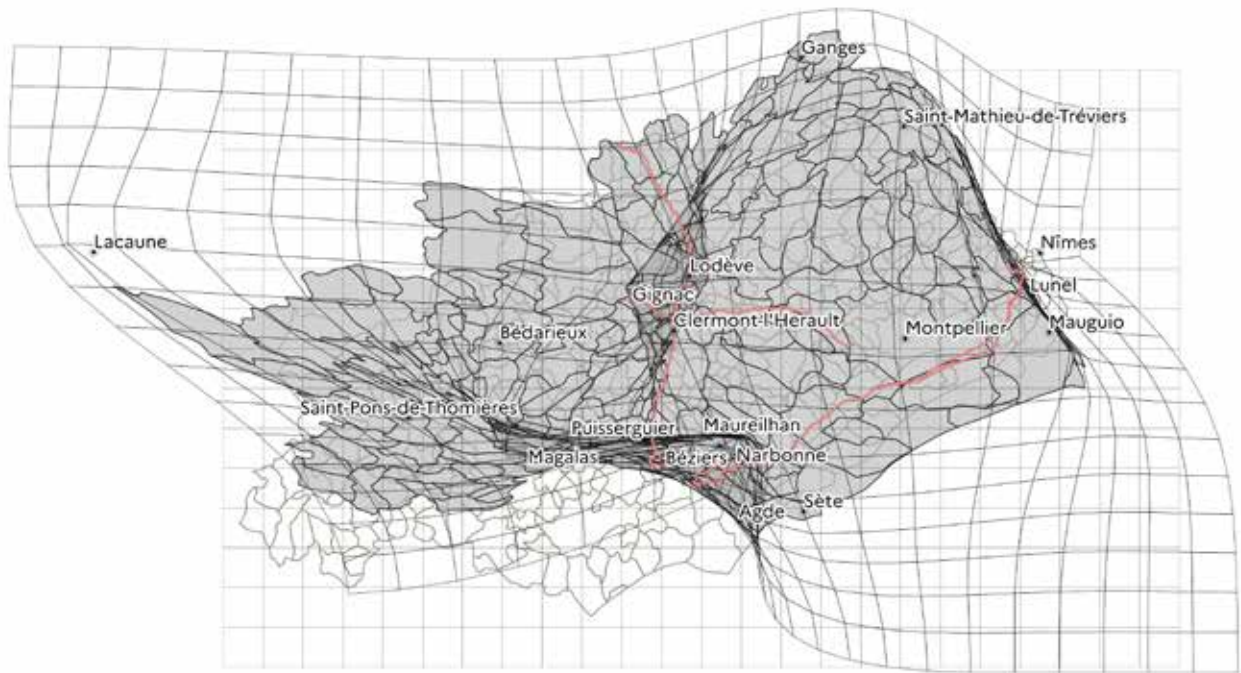 Ganges
Saint-Mathieu-de-Tréviers
Lacaune
Nîmes
Lodève
Lunel
Gignac
Clermont-l'Herault
Mauguio
Bédarieux
Montpellier
Saint-Pons-de-Thomières
Puisserguier
Maureilhan
Magalas
Béziers
Narbonne
Agde
Sète